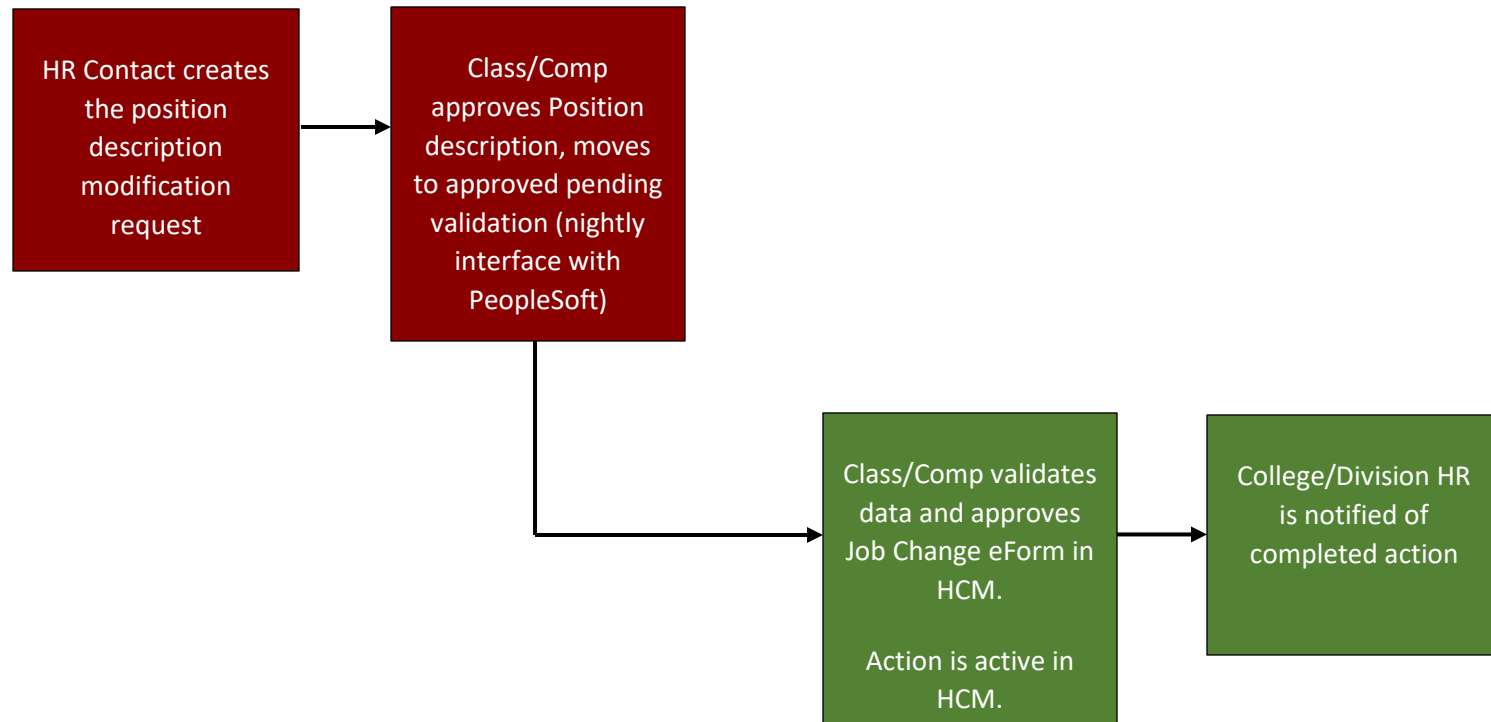 HR Contact creates
the position
description
modification
request
Class/Comp
approves Position
description, moves
to approved pending
validation (nightly
interface with
PeopleSoft)
Class/Comp validates
data and approves
Job Change eForm in
HCM.
Action is active in
HCM.
College/Division HR
is notified of
completed action